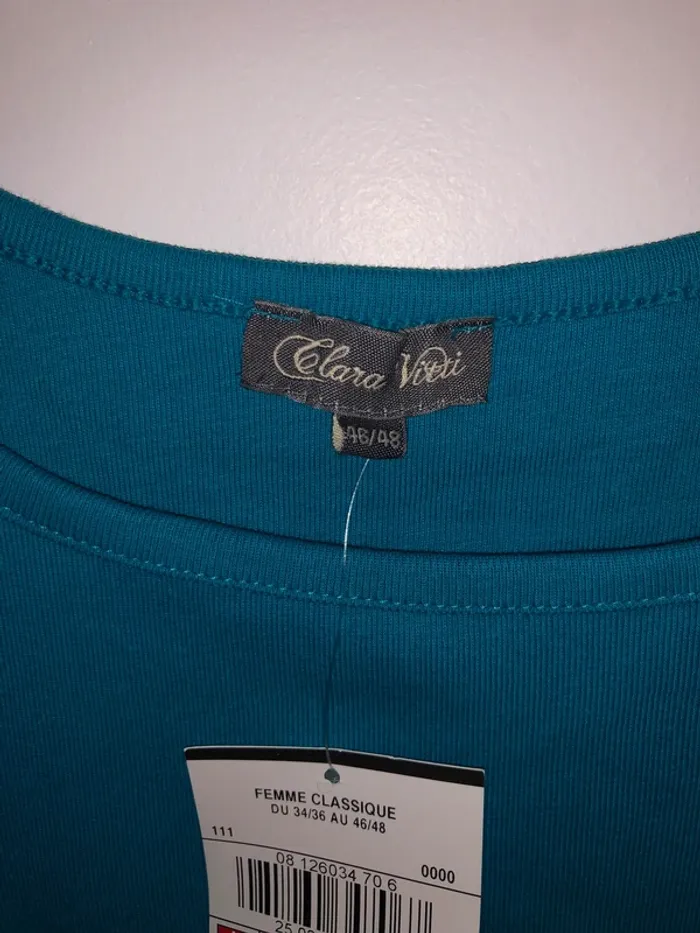 Clara Vitti
46/48
FEMME CLASSIQUE
DU 34/36 AU 46/48
111
0000
08 126034 70 6